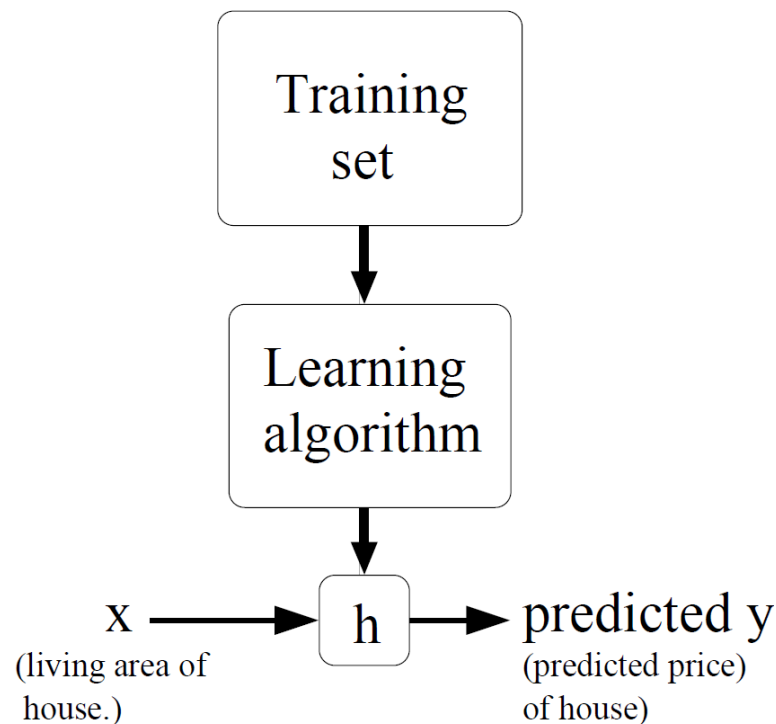 Training
set
Learning
algorithm
x
h
predicted y
(living area of
house.)
(predicted price)
of house)